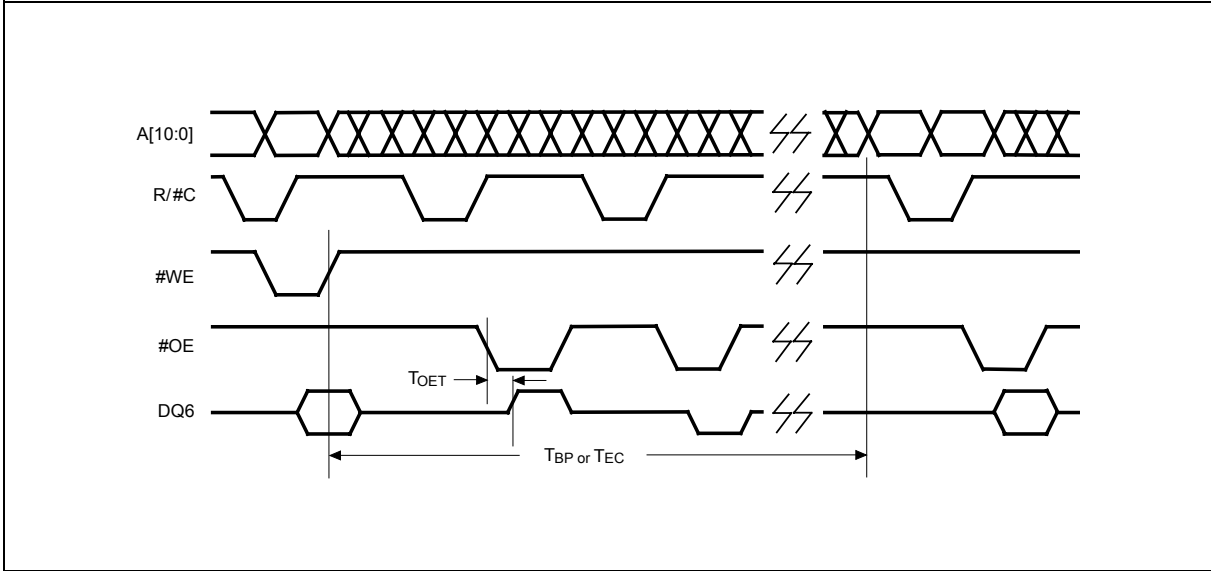 A[10:0]
R/#C
#WE
#OE
TOET
DQ6
TBP or TEC